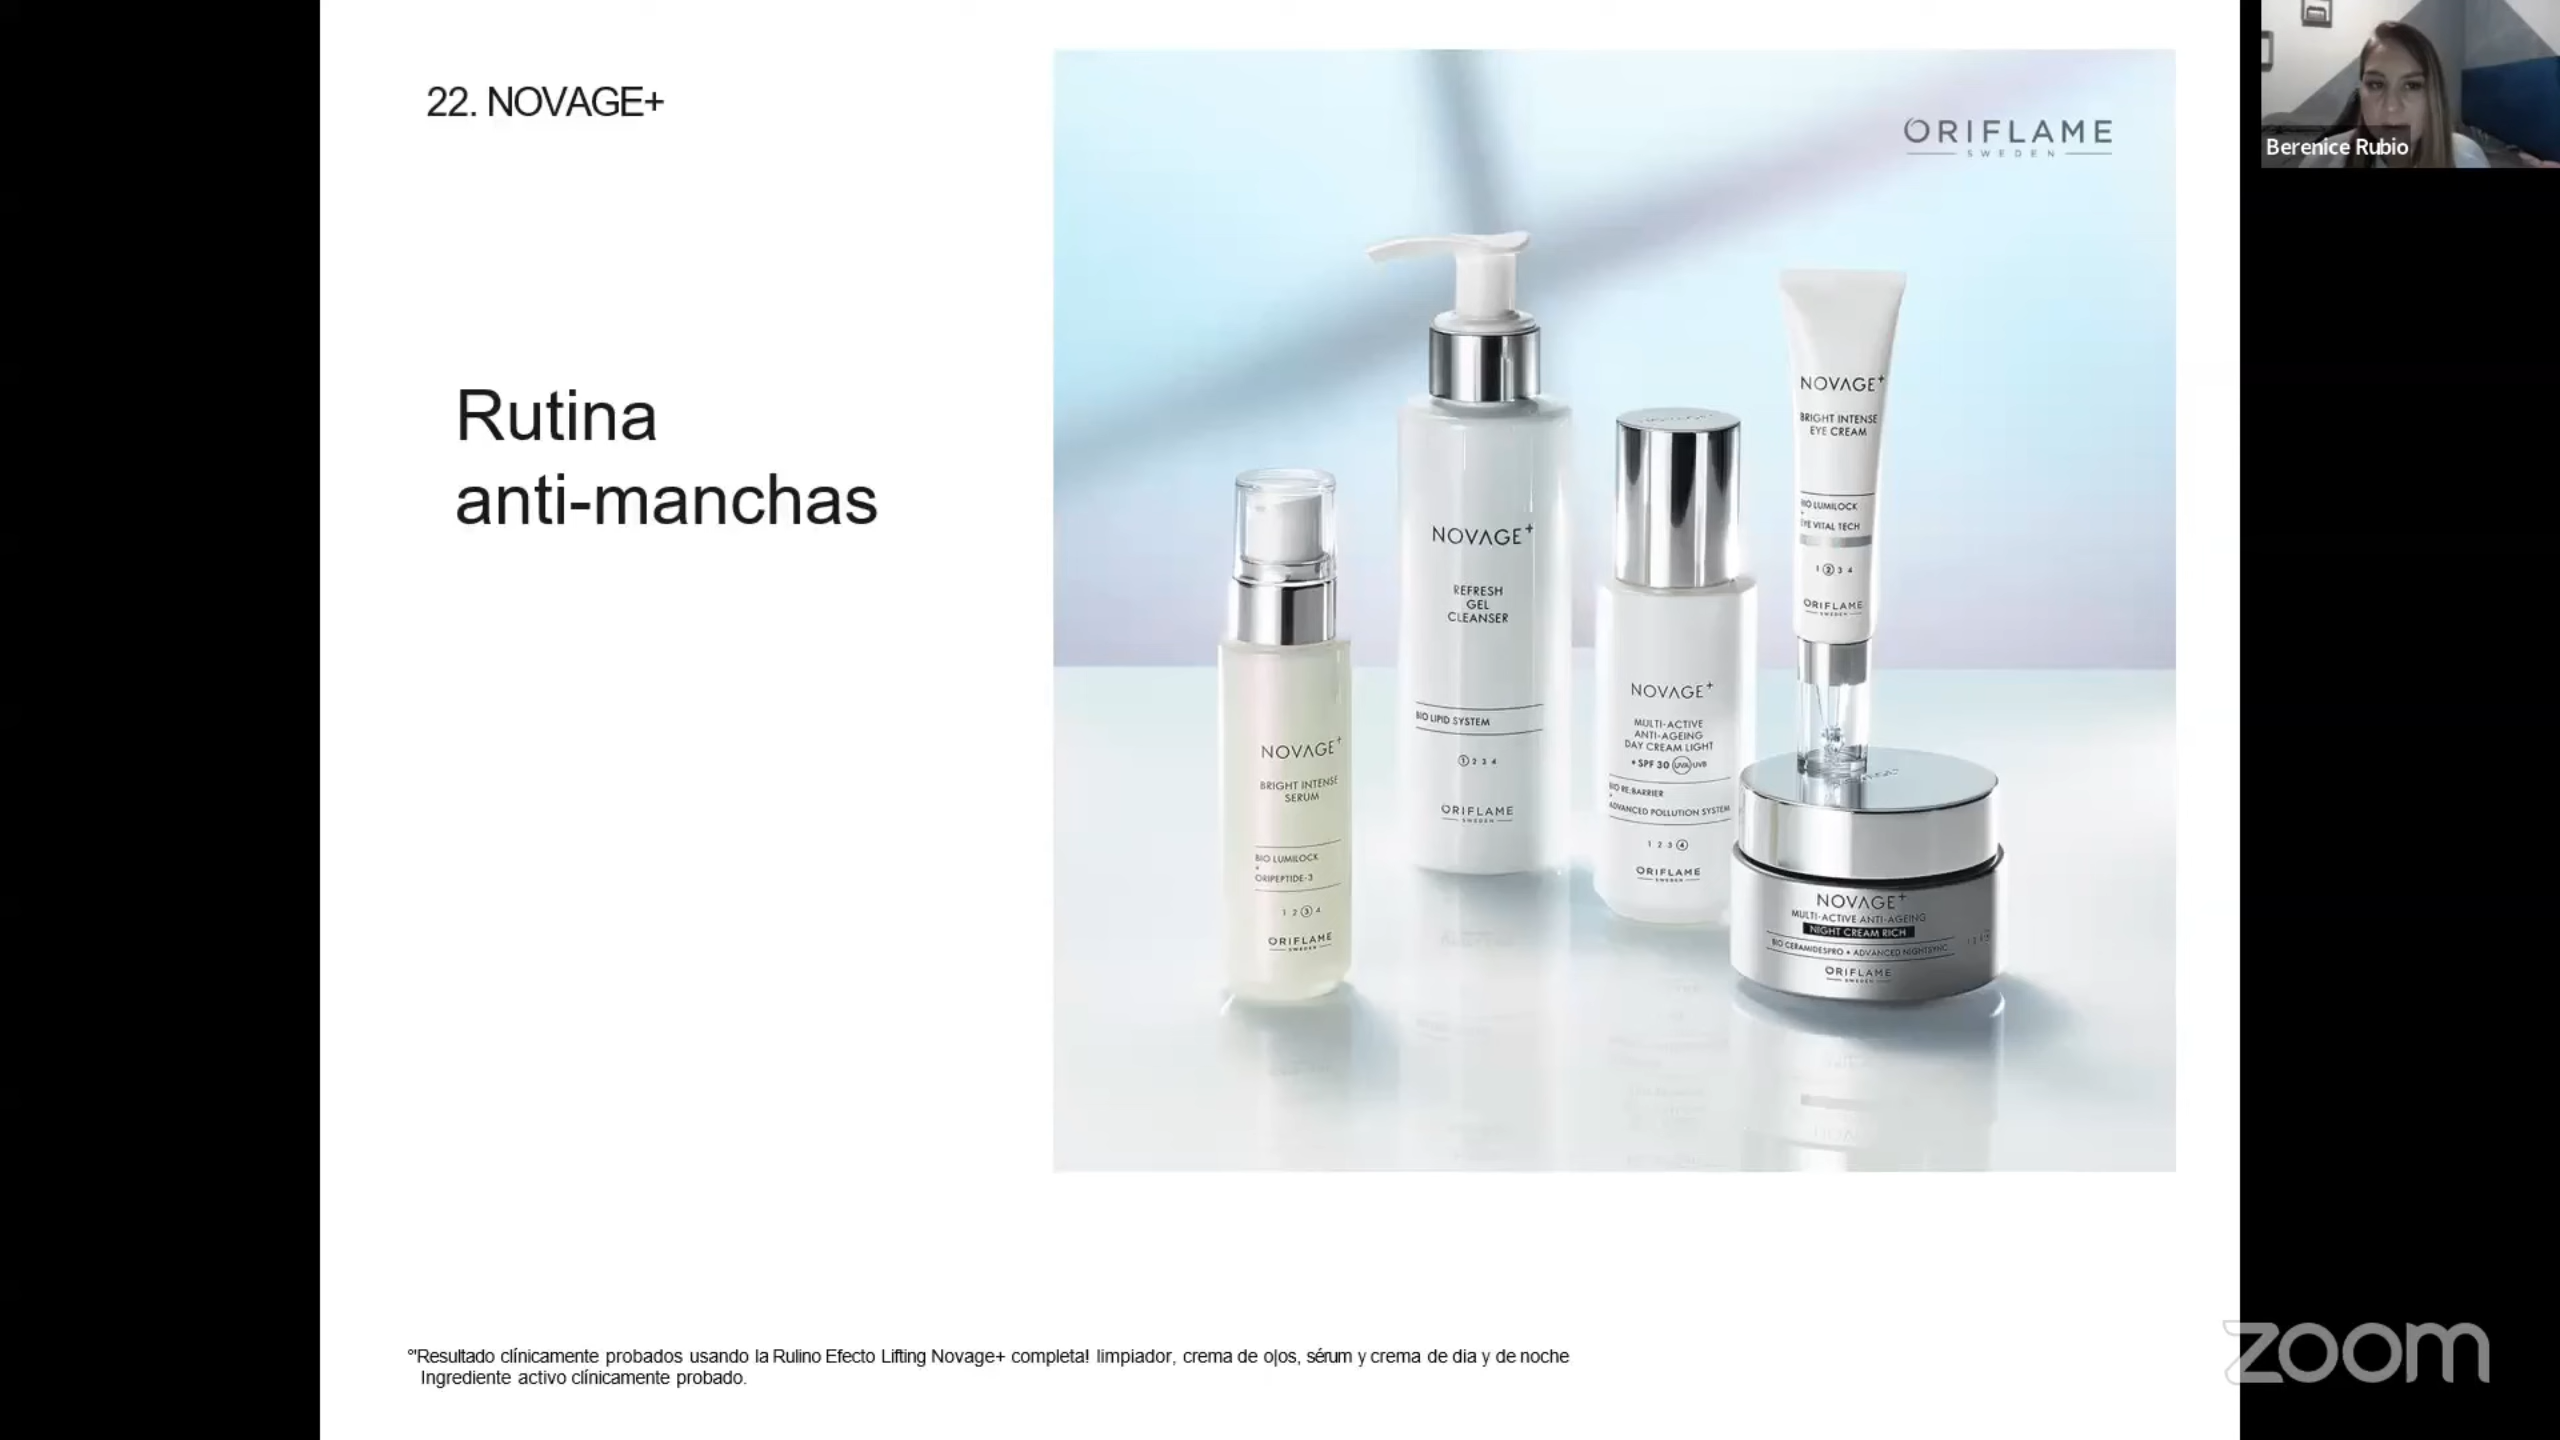 22. NOVAGE+
Rutina
anti-manchas
ORIFLAME
SWEDEN
NOVAGE+
BRIGHT INTENSE
SERUM
BIO LUMILOCK
+
ORIPEPTIDE-3
1 2 3 4
ORIFLAME
SWEDEN
NOVAGE+
REFRESH
GEL
CLEANSER
BIO LIPID SYSTEM
1 2 3 4
ORIFLAME
SWEDEN
NOVAGE+
MULTI-ACTIVE
ANTI-AGEING
DAY CREAM LIGHT
+ SPF 30 UVA UVB
BIO RE:BARRIER
+
ADVANCED POLLUTION SYSTEM
1 2 3 4
ORIFLAME
SWEDEN
NOVAGE+
BRIGHT INTENSE
EYE CREAM
BIO LUMILOCK
+
EYE VITAL TECH
1 2 3 4
ORIFLAME
SWEDEN
NOVAGE+
MULTI-ACTIVE ANTI-AGEING
NIGHT CREAM RICH
BIO CERAMIDESPRO + ADVANCED NIGHTSYNC
ORIFLAME
SWEDEN
°'Resultado clínicamente probados usando la Rulino Efecto Lifting Novage+ completa! limpiador, crema de o|os, sérum y crema de dia y de noche
Ingrediente activo clínicamente probado.
Berenice Rubio
zoom